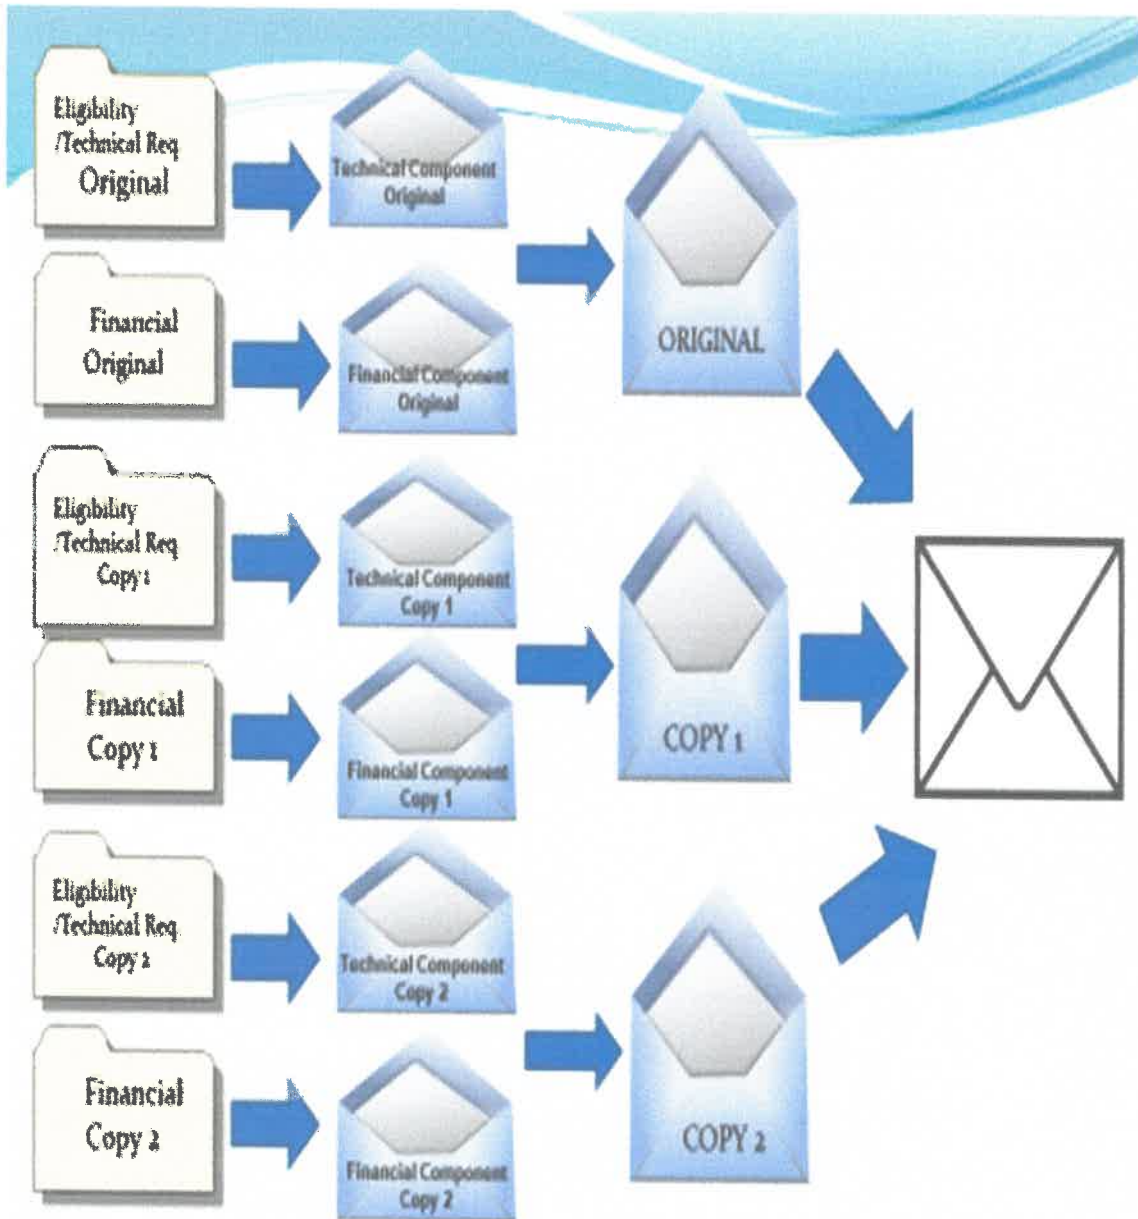 Eligibility
/Technical Req
Original
Technical Component
Original
ORIGINAL
Financial
Original
Financial Component
Original
Eligibility
/Technical Req
Copy 1
Technical Component
Copy 1
COPY 1
Financial
Copy 1
Financial Component
Copy 1
Eligibility
/Technical Req
Copy 2
Technical Component
Copy 2
COPY 2
Financial
Copy 2
Financial Component
Copy 2